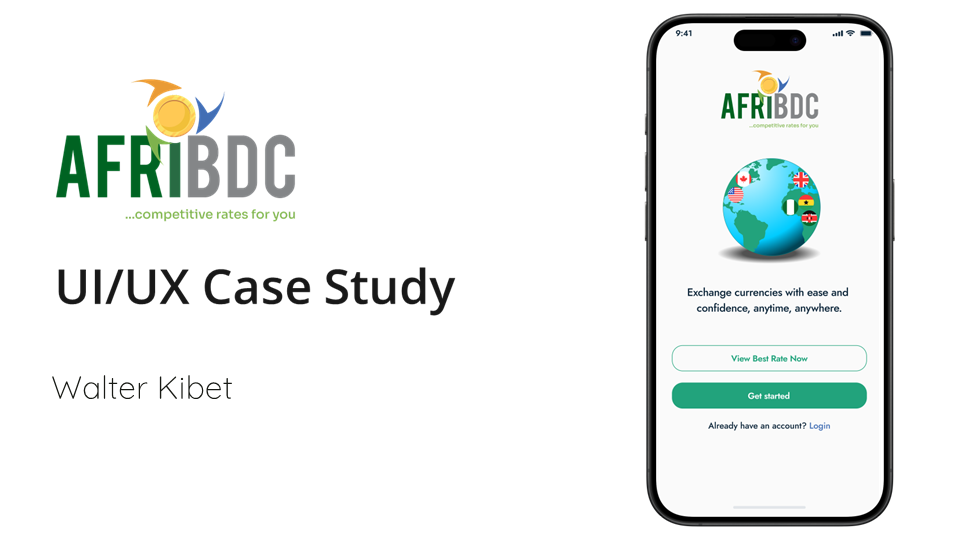 AFRIBDC
...competitive rates for you
UI/UX Case Study
Walter Kibet
9:41
AFRIBDC
...competitive rates for you
Exchange currencies with ease and
confidence, anytime, anywhere.
View Best Rate Now
Get started
Already have an account? Login